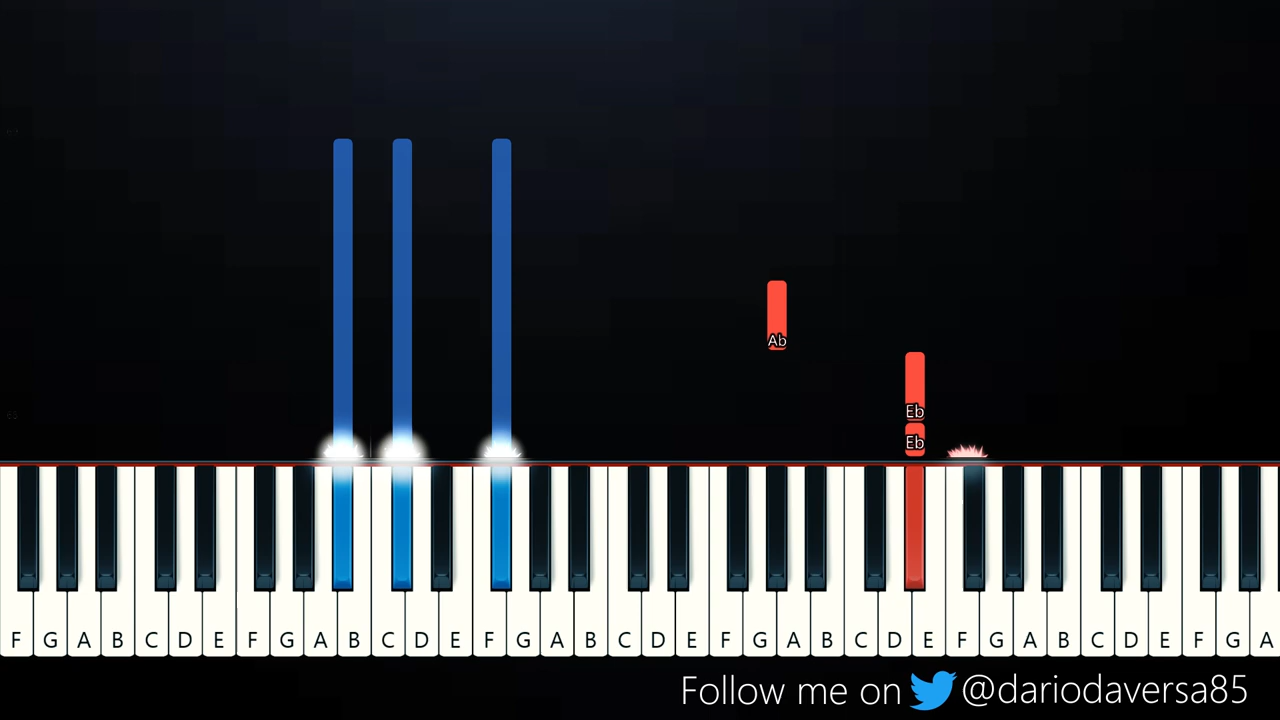 Ab
Eb
Eb
F G A B C D E F G A B C D E F G A B C D E F G A B C D E F G A B C D E F G A
Follow me on @dariodaversa85